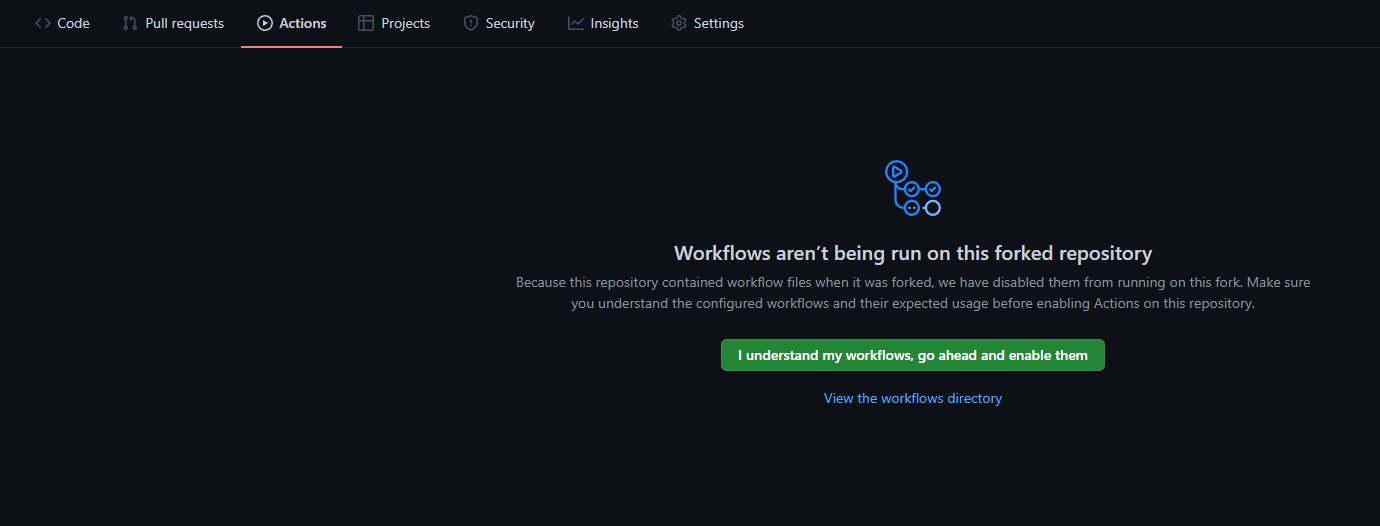 Code Pull requests Actions Projects Security Insights Settings
Workflows aren’t being run on this forked repository
Because this repository contained workflow files when it was forked, we have disabled them from running on this fork. Make sure
you understand the configured workflows and their expected usage before enabling Actions on this repository.
I understand my workflows, go ahead and enable them
View the workflows directory